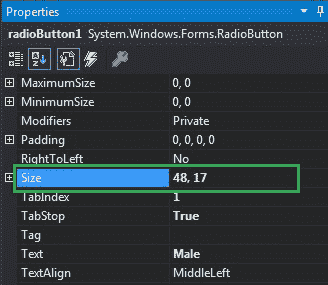 Properties
radioButton1 System.Windows.Forms.RadioButton
MaximumSize 0, 0
MinimumSize 0, 0
Modifiers Private
Padding 0, 0, 0, 0
RightToLeft No
Size 48, 17
TabIndex 1
TabStop True
Tag
Text Male
TextAlign MiddleLeft